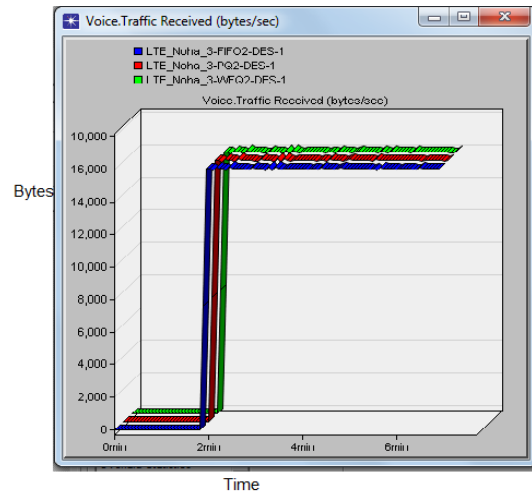 Voice.Traffic Received (bytes/sec)
LTE_Noha_3-FIFO2-DES-1
LTE_Noha_3-PQ2-DES-1
LTE_Noha_3-WFQ2-DES-1
Voice.Traffic Received (bytes/sec)
18,000
16,000
14,000
12,000
10,000
8,000
6,000
4,000
2,000
0
Bytes
0min 2min 4min 6min
Time